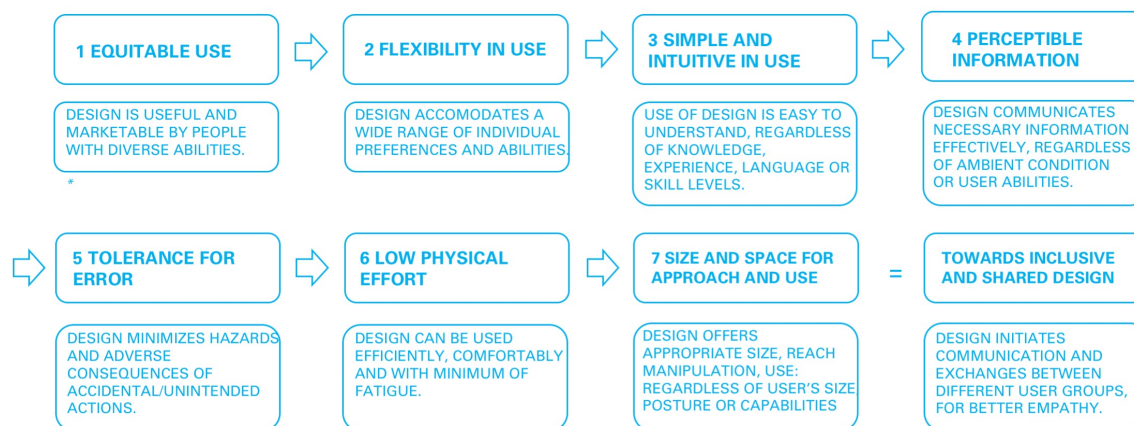 1 EQUITABLE USE
2 FLEXIBILITY IN USE
3 SIMPLE AND
INTUITIVE IN USE
4 PERCEPTIBLE
INFORMATION
DESIGN IS USEFUL AND
MARKETABLE BY PEOPLE
WITH DIVERSE ABILITIES.
*
DESIGN ACCOMODATES A
WIDE RANGE OF INDIVIDUAL
PREFERENCES AND ABILITIES.
USE OF DESIGN IS EASY TO
UNDERSTAND, REGARDLESS
OF KNOWLEDGE,
EXPERIENCE, LANGUAGE OR
SKILL LEVELS.
DESIGN COMMUNICATES
NECESSARY INFORMATION
EFFECTIVELY, REGARDLESS
OF AMBIENT CONDITION
OR USER ABILITIES.
5 TOLERANCE FOR
ERROR
6 LOW PHYSICAL
EFFORT
7 SIZE AND SPACE FOR
APPROACH AND USE
=
TOWARDS INCLUSIVE
AND SHARED DESIGN
DESIGN MINIMIZES HAZARDS
AND ADVERSE
CONSEQUENCES OF
ACCIDENTAL/UNINTENDED
ACTIONS.
DESIGN CAN BE USED
EFFICIENTLY, COMFORTABLY
AND WITH MINIMUM OF
FATIGUE.
DESIGN OFFERS
APPROPRIATE SIZE, REACH
MANIPULATION, USE:
REGARDLESS OF USER'S SIZE
POSTURE OR CAPABILITIES
DESIGN INITIATES
COMMUNICATION AND
EXCHANGES BETWEEN
DIFFERENT USER GROUPS,
FOR BETTER EMPATHY.